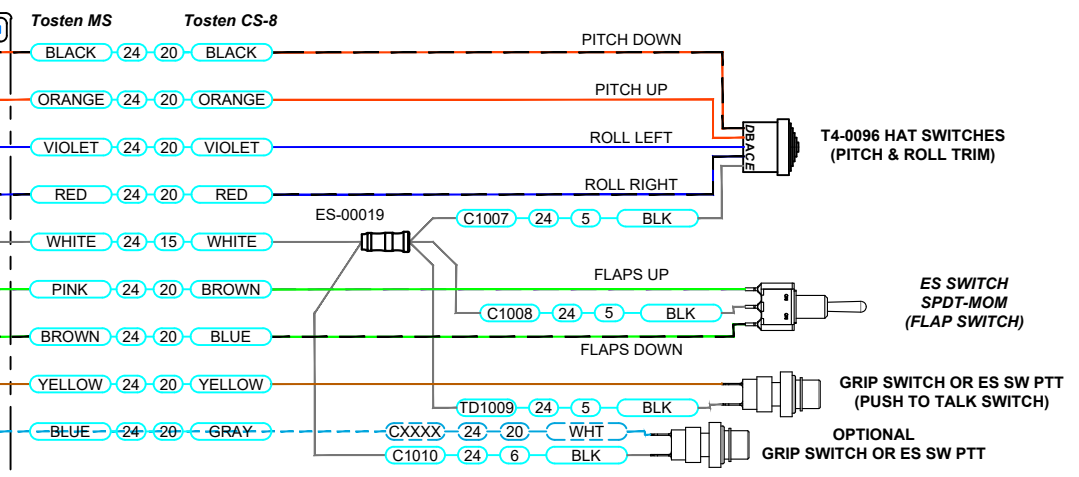 Tosten MS Tosten CS-8
BLACK 24 20 BLACK PITCH DOWN
ORANGE 24 20 ORANGE PITCH UP
VIOLET 24 20 VIOLET ROLL LEFT
DBACE
T4-0096 HAT SWITCHES
(PITCH & ROLL TRIM)
RED 24 20 RED ROLL RIGHT
ES-00019
C1007 24 5 BLK
WHITE 24 15 WHITE
PINK 24 20 BROWN FLAPS UP
C1008 24 5 BLK
ES SWITCH
SPDT-MOM
(FLAP SWITCH)
BROWN 24 20 BLUE FLAPS DOWN
YELLOW 24 20 YELLOW
TD1009 24 5 BLK
GRIP SWITCH OR ES SW PTT
(PUSH TO TALK SWITCH)
BLUE 24 20 GRAY CXXXX 24 20 WHT
C1010 24 6 BLK
OPTIONAL
GRIP SWITCH OR ES SW PTT